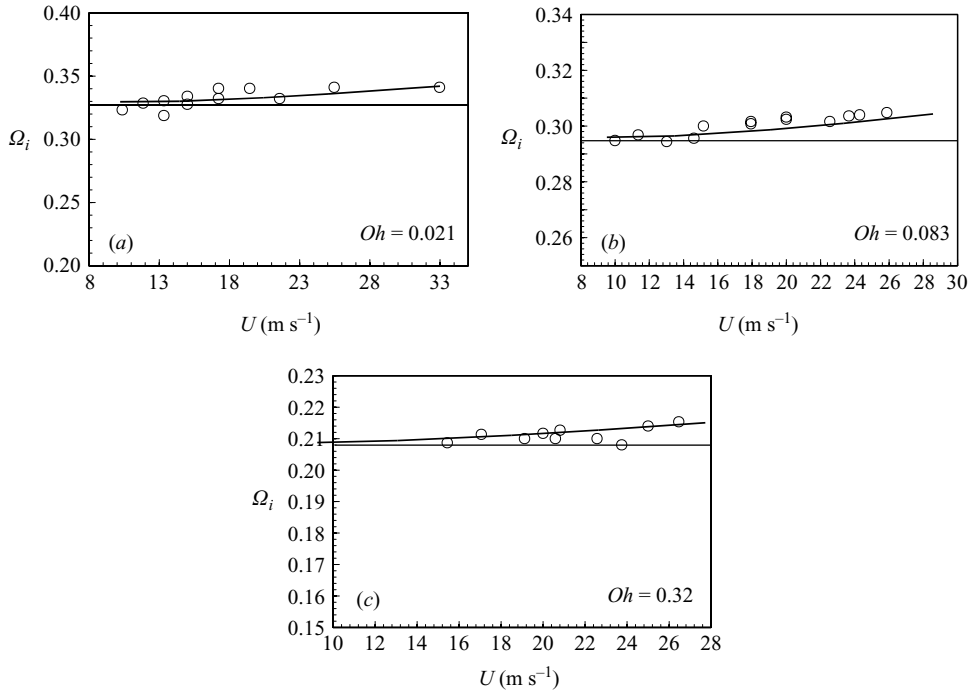 0.40
0.35
Ωi
0.30
0.25
0.20
(a)
Oh = 0.021
8 13 18 23 28 33
U (m s–1)
0.34
0.32
Ωi
0.30
0.28
0.26
(b)
Oh = 0.083
8 10 12 14 16 18 20 22 24 26 28 30
U (m s–1)
0.23
0.22
0.21
0.20
Ωi
0.19
0.18
0.17
0.16
0.15
(c)
Oh = 0.32
10 12 14 16 18 20 22 24 26 28
U (m s–1)